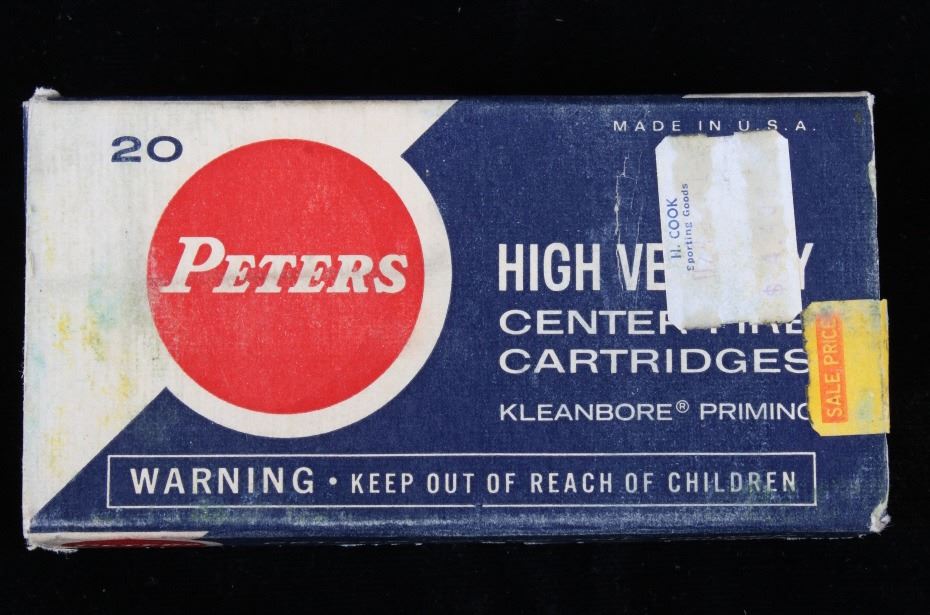 MADE IN U.S.A.
20
PETERS
HIGH VE Y
CENTER FIRE
CARTRIDGES
KLEANBORE® PRIMING
WARNING • KEEP OUT OF REACH OF CHILDREN
H. COOK
Sporting Goods
$
SALE PRICE